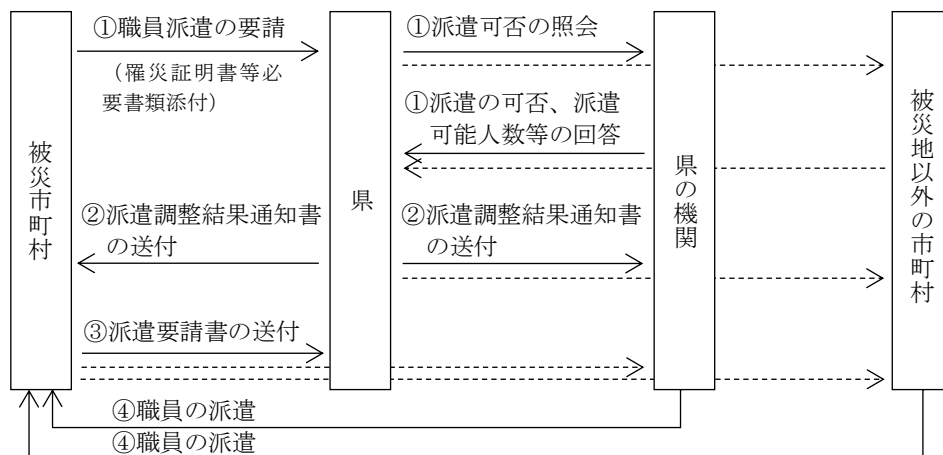 ①職員派遣の要請
（罹災証明書等必
要書類添付）
①派遣可否の照会
①派遣の可否、派遣
可能人数等の回答
被災市町村
県
県の機関
被災地以外の市町村
②派遣調整結果通知書
の送付
②派遣調整結果通知書
の送付
③派遣要請書の送付
④職員の派遣
④職員の派遣